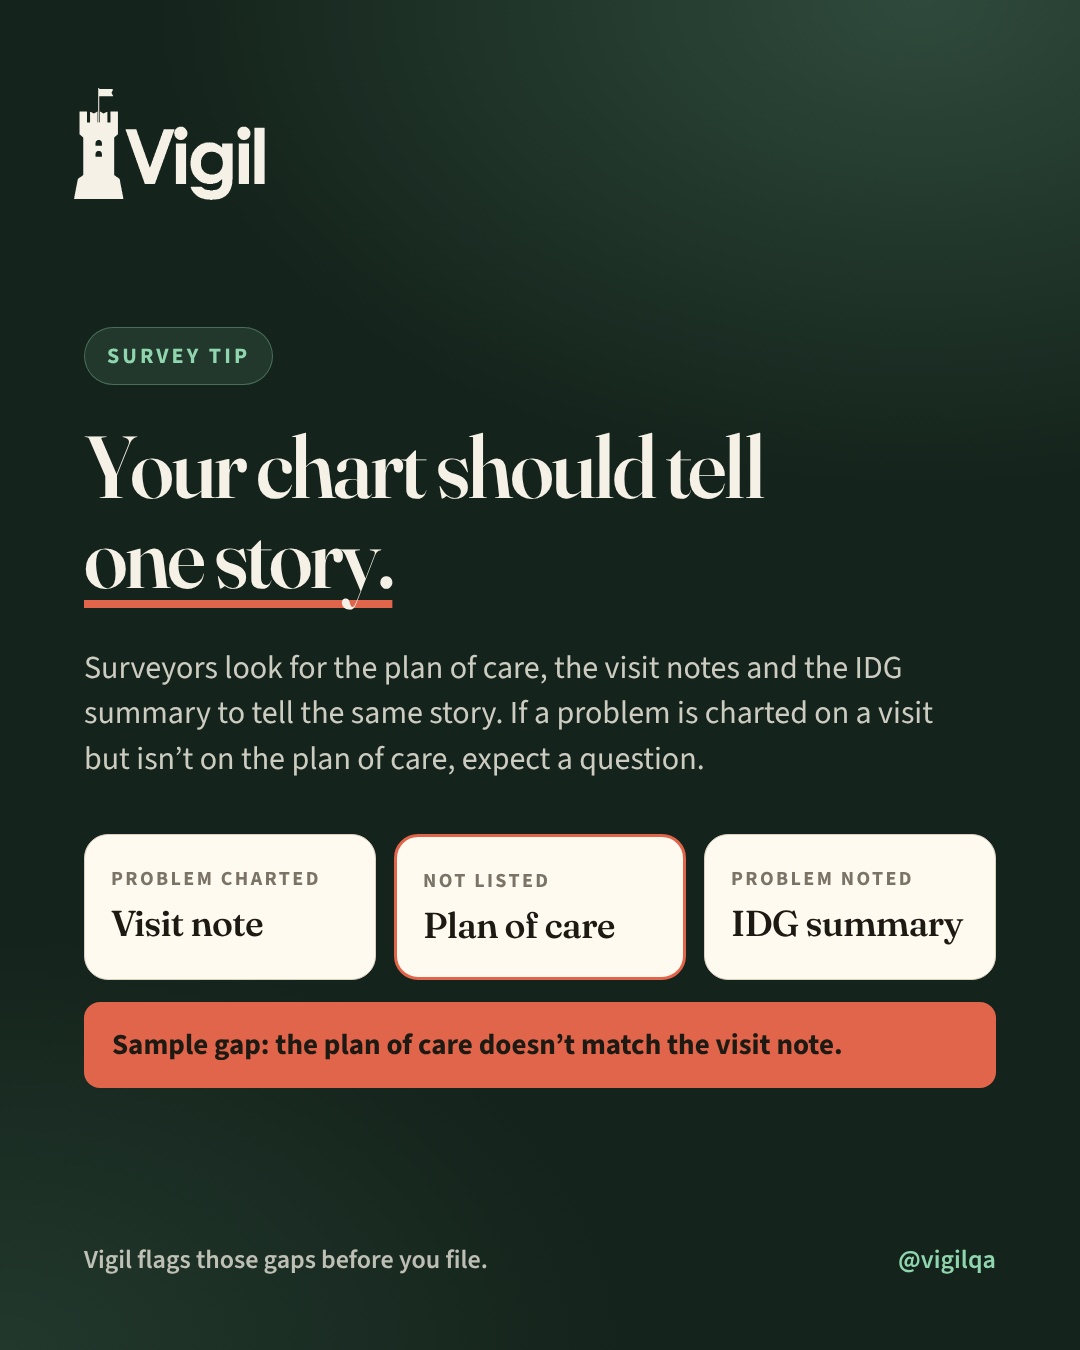 Vigil
SURVEY TIP
Your chart should tell
one story.
Surveyors look for the plan of care, the visit notes and the IDG
summary to tell the same story. If a problem is charted on a visit
but isn’t on the plan of care, expect a question.
PROBLEM CHARTED
Visit note
NOT LISTED
Plan of care
PROBLEM NOTED
IDG summary
Sample gap: the plan of care doesn’t match the visit note.
Vigil flags those gaps before you file.
@vigilqa